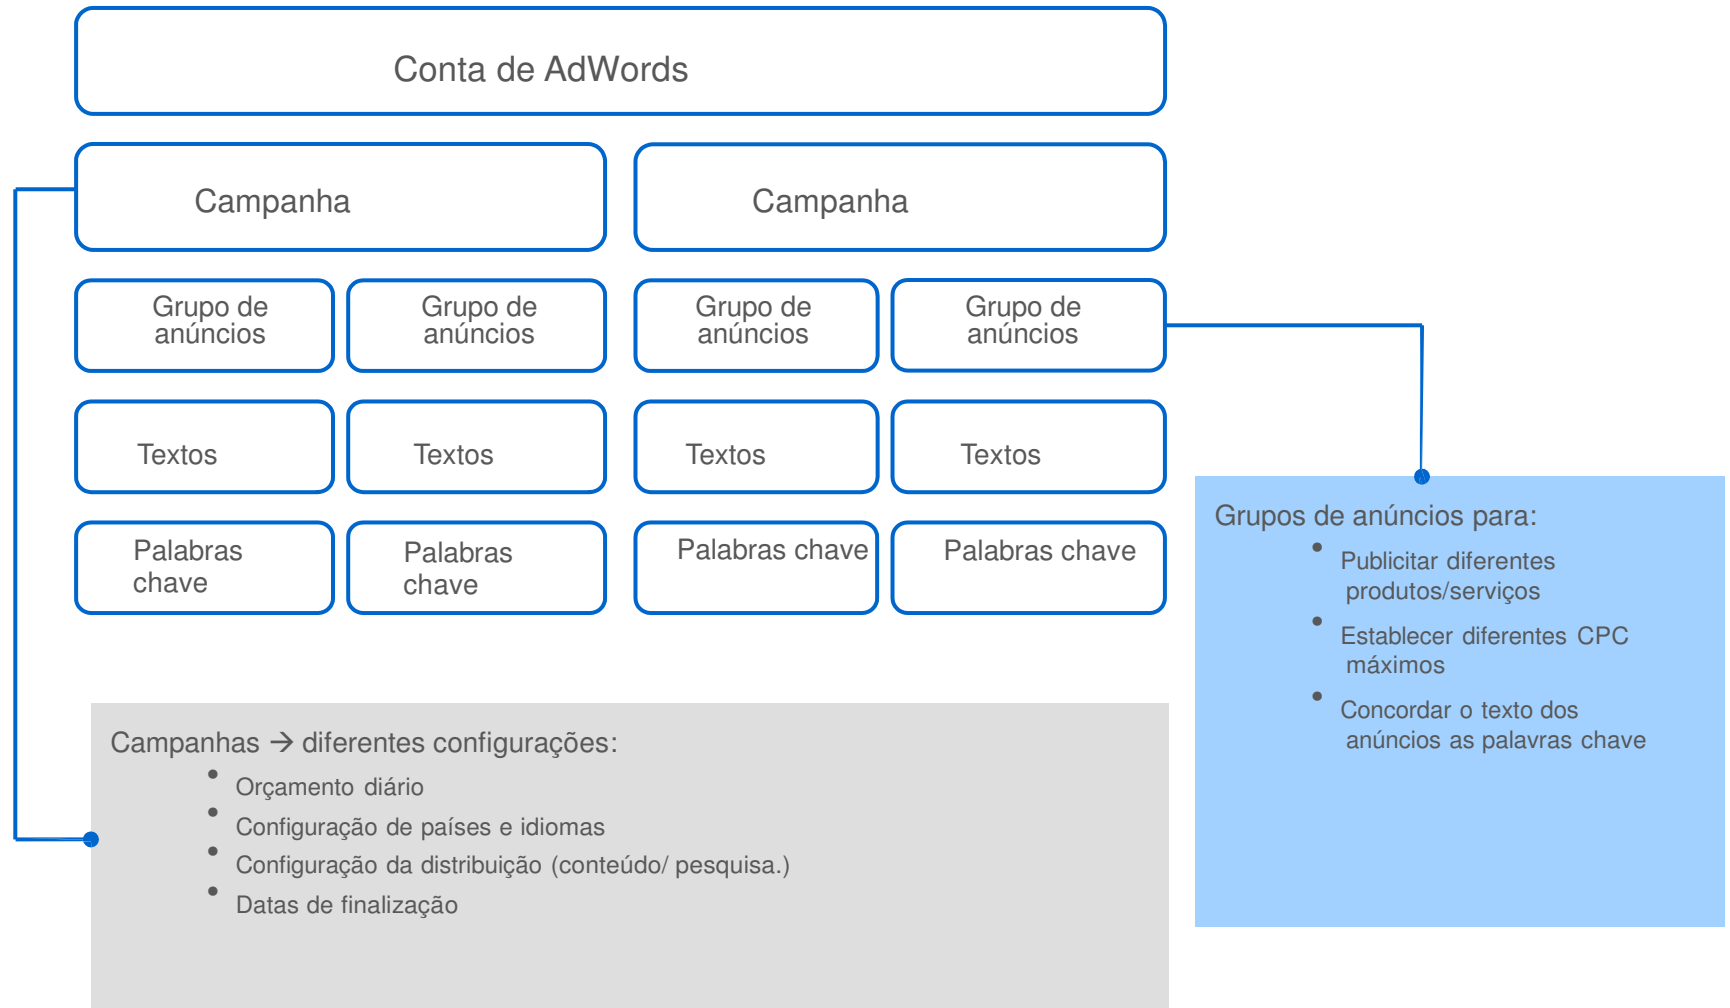 Conta de AdWords
Campanha
Campanha
Grupo de
anúncios
Grupo de
anúncios
Grupo de
anúncios
Grupo de
anúncios
Textos
Textos
Textos
Textos
Palabras
chave
Palabras
chave
Palabras chave
Palabras chave
Grupos de anúncios para:
• Publicitar diferentes
produtos/serviços
• Establecer diferentes CPC
máximos
• Concordar o texto dos
anúncios as palavras chave
Campanhas → diferentes configurações:
• Orçamento diário
• Configuração de países e idiomas
• Configuração da distribuição (conteúdo/ pesquisa.)
• Datas de finalização